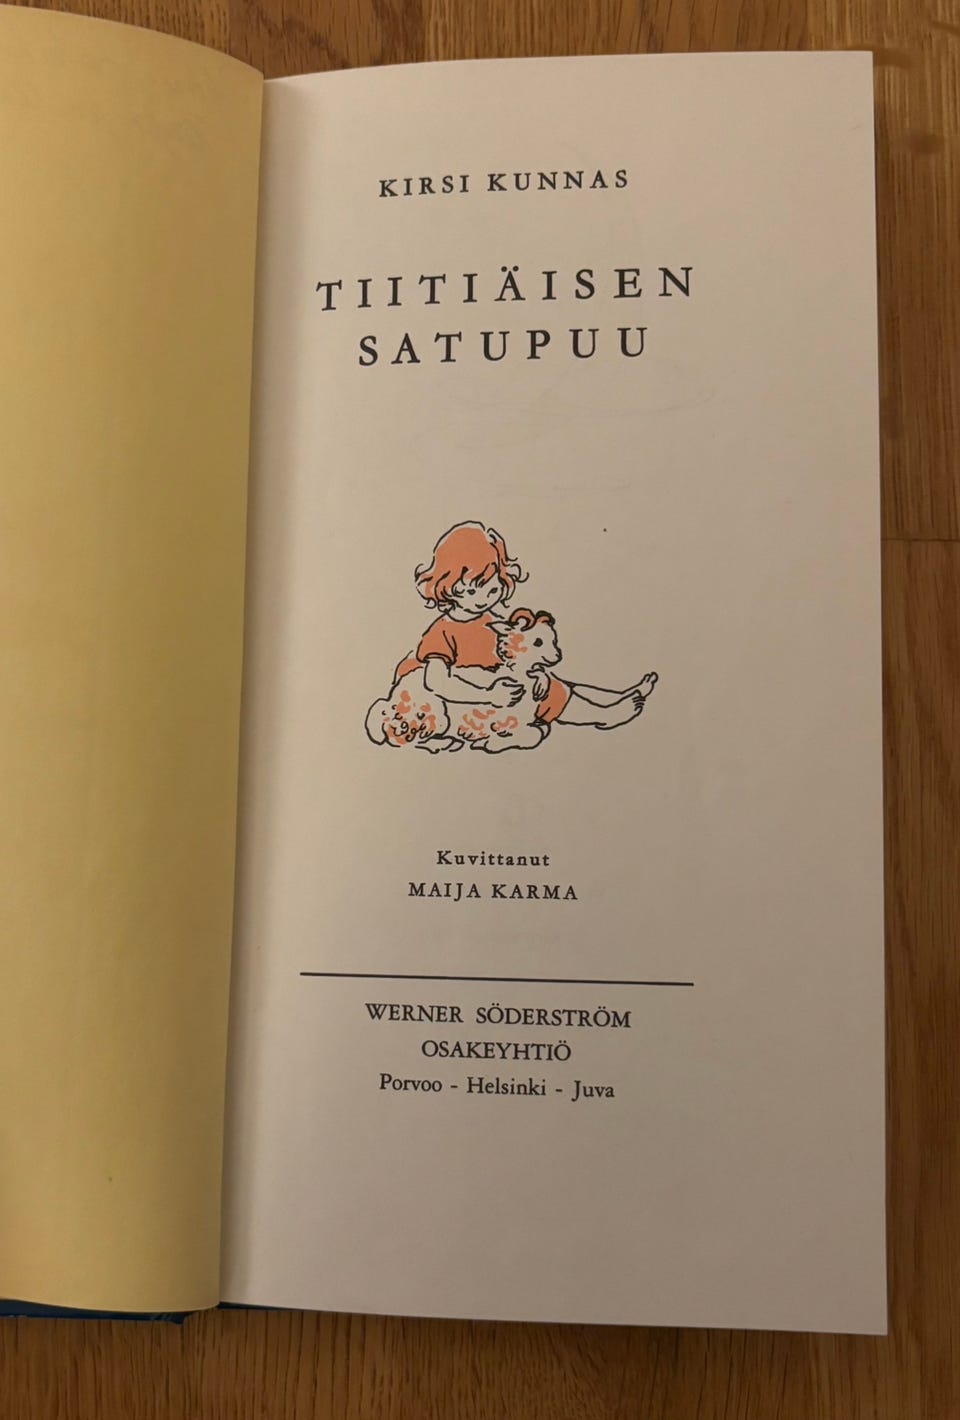 KIRSI KUNNAS
TIITIÄISEN
SATUPUU
Kuvittanut
MAIJA KARMA
WERNER SÖDERSTRÖM
OSAKEYHTIÖ
Porvoo - Helsinki - Juva